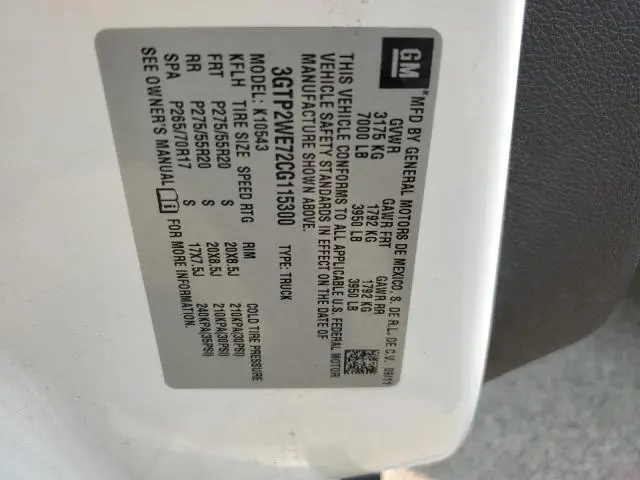 GM
*MFD BY GENERAL MOTORS DE MEXICO, S. DE R.L. DE C.V. 09/11
GVWR GAWR FRT GAWR RR
3175 KG 1792 KG 1792 KG
7000 LB 3950 LB 3950 LB
THIS VEHICLE CONFORMS TO ALL APPLICABLE U.S. FEDERAL MOTOR
VEHICLE SAFETY STANDARDS IN EFFECT ON THE DATE OF
MANUFACTURE SHOWN ABOVE.
3GTP2WE72CG115300 TYPE: TRUCK
MODEL: K10543
KFLH TIRE SIZE SPEED RTG RIM COLD TIRE PRESSURE
FRT P275/55R20 S 20X8.5J 210KPA(30PSI)
RR P275/55R20 S 20X8.5J 210KPA(30PSI)
SPA P265/70R17 S 17X7.5J 240KPA(35PSI)
SEE OWNER'S MANUAL FOR MORE INFORMATION.